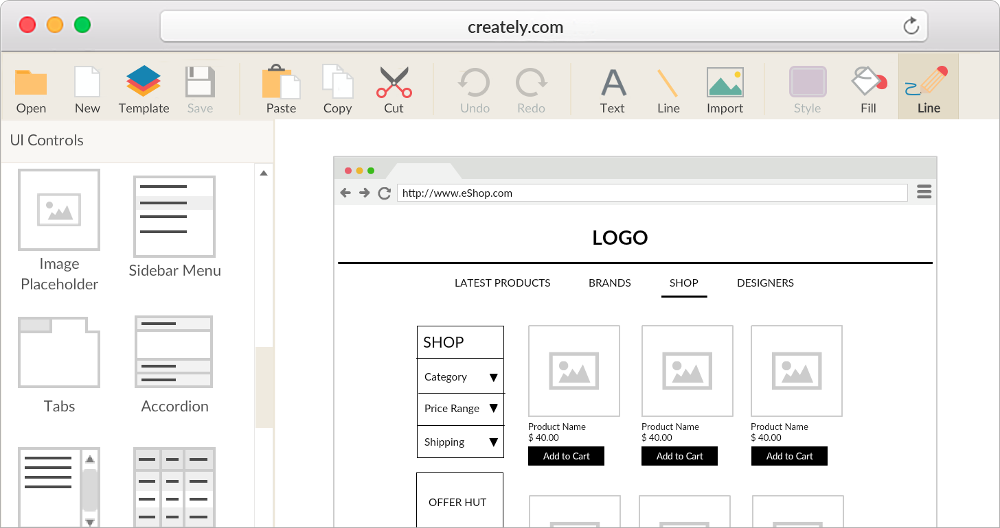 creately.com
Open New Template Save Paste Copy Cut Undo Redo Text Line Import Style Fill Line
UI Controls
Image
Placeholder
Sidebar Menu
Tabs
Accordion
http://www.eShop.com
LOGO
LATEST PRODUCTS BRANDS SHOP DESIGNERS
SHOP
Category
Price Range
Shipping
OFFER HUT
Product Name Product Name Product Name
$ 40.00 $ 40.00 $ 40.00
Add to Cart Add to Cart Add to Cart